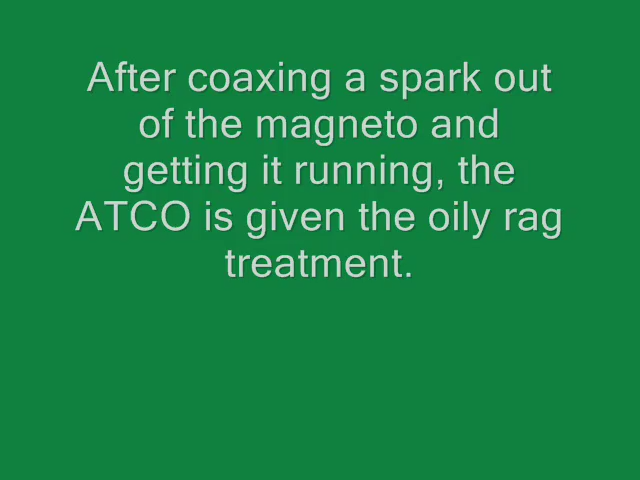 After coaxing a spark out
of the magneto and
getting it running, the
ATCO is given the oily rag
treatment.